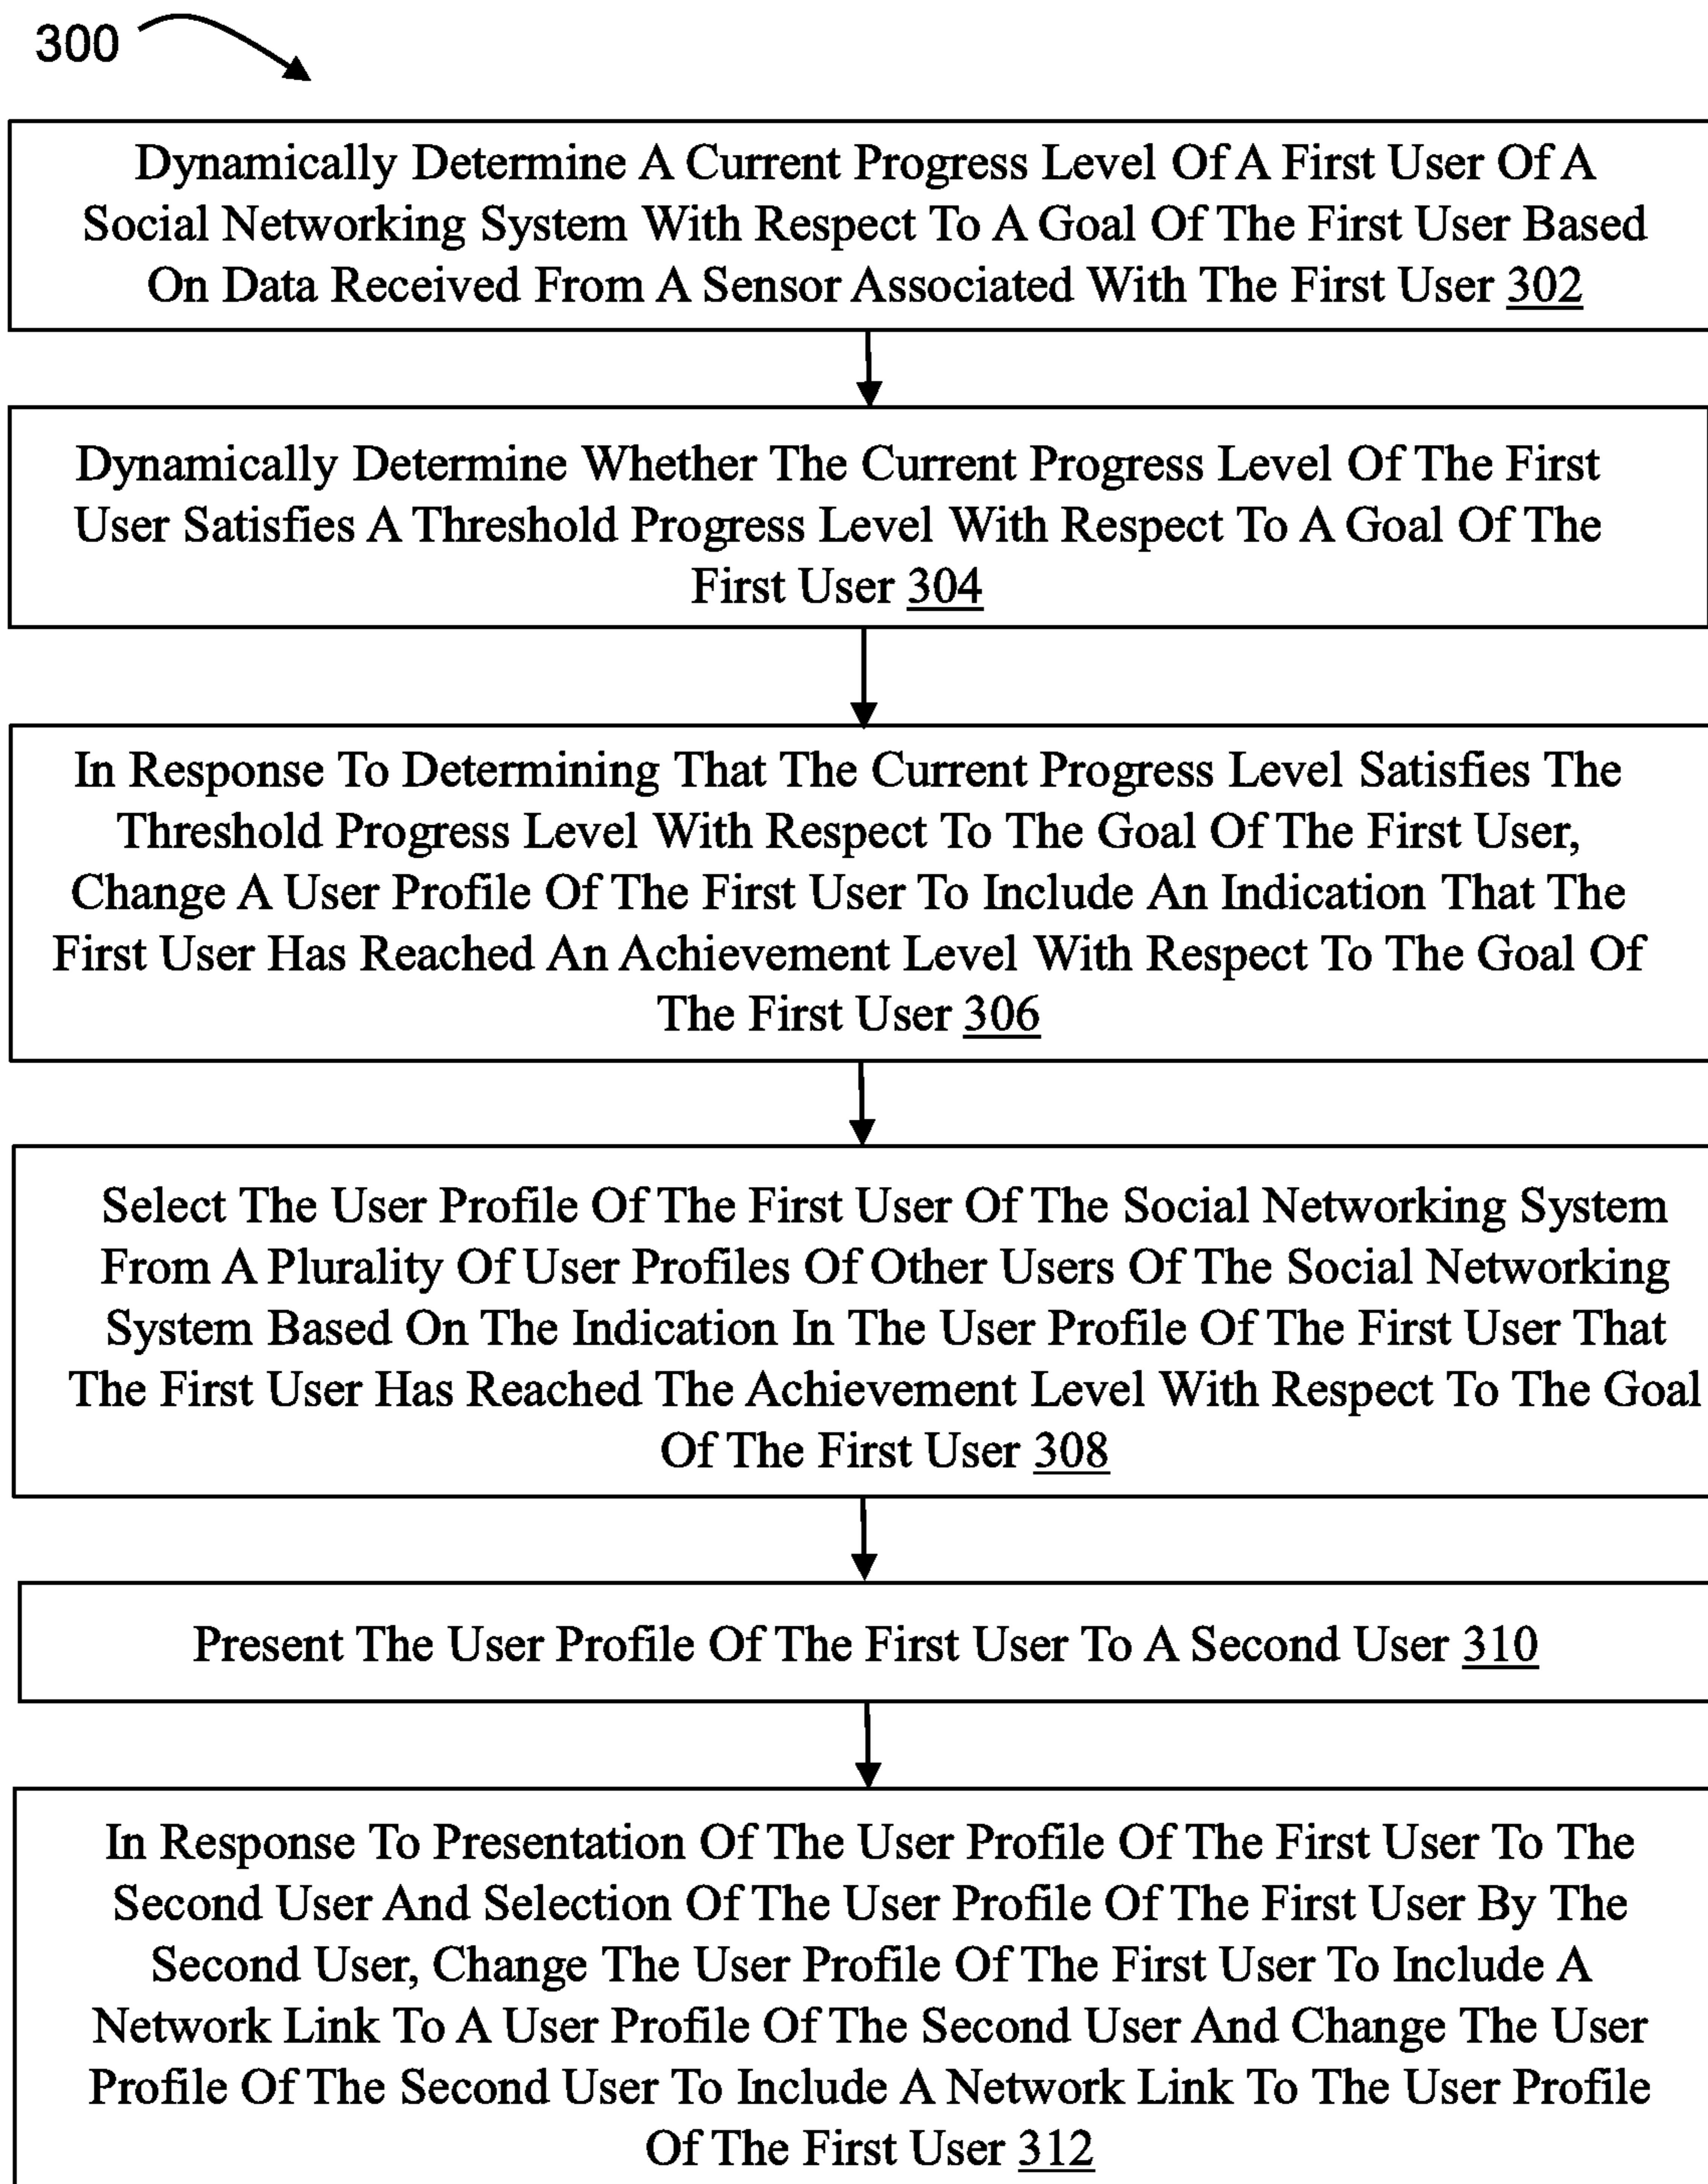 300
Dynamically Determine A Current Progress Level Of A First User Of A
Social Networking System With Respect To A Goal Of The First User Based
On Data Received From A Sensor Associated With The First User 302
Dynamically Determine Whether The Current Progress Level Of The First
User Satisfies A Threshold Progress Level With Respect To A Goal Of The
First User 304
In Response To Determining That The Current Progress Level Satisfies The
Threshold Progress Level With Respect To The Goal Of The First User,
Change A User Profile Of The First User To Include An Indication That The
First User Has Reached An Achievement Level With Respect To The Goal Of
The First User 306
Select The User Profile Of The First User Of The Social Networking System
From A Plurality Of User Profiles Of Other Users Of The Social Networking
System Based On The Indication In The User Profile Of The First User That
The First User Has Reached The Achievement Level With Respect To The Goal
Of The First User 308
Present The User Profile Of The First User To A Second User 310
In Response To Presentation Of The User Profile Of The First User To The
Second User And Selection Of The User Profile Of The First User By The
Second User, Change The User Profile Of The First User To Include A
Network Link To A User Profile Of The Second User And Change The User
Profile Of The Second User To Include A Network Link To The User Profile
Of The First User 312